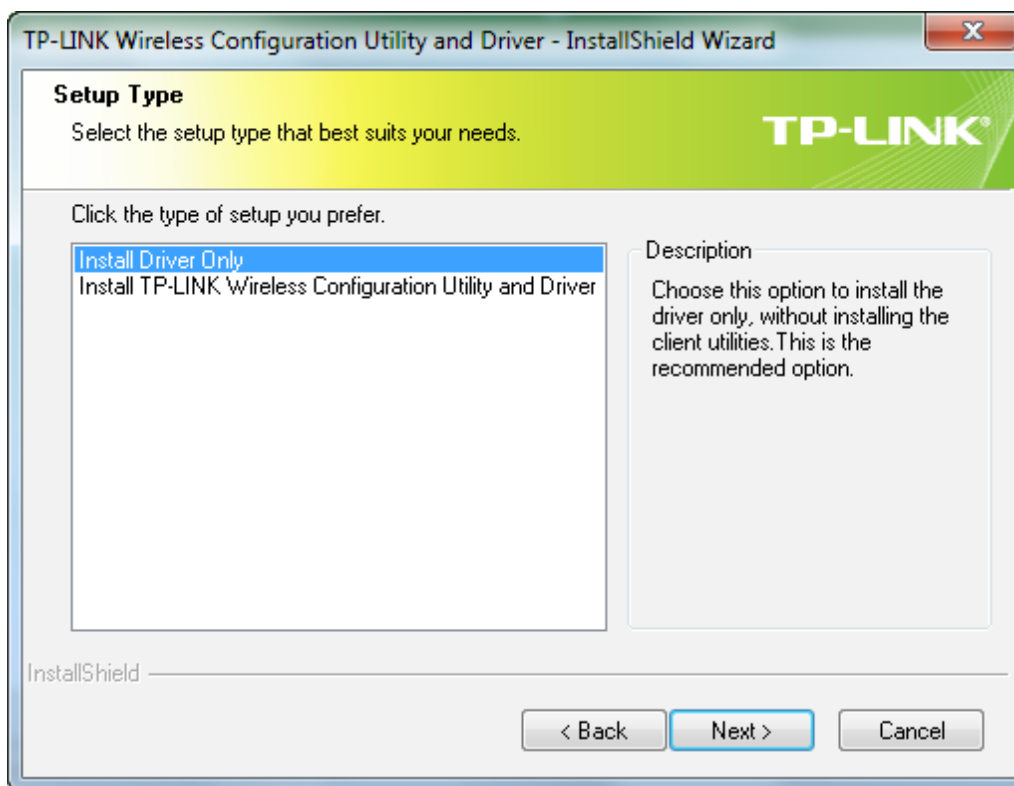 TP-LINK Wireless Configuration Utility and Driver - InstallShield Wizard
Setup Type
Select the setup type that best suits your needs.
TP-LINK®
Click the type of setup you prefer.
Install Driver Only
Install TP-LINK Wireless Configuration Utility and Driver
Description
Choose this option to install the
driver only, without installing the
client utilities.This is the
recommended option.
InstallShield
< Back
Next >
Cancel